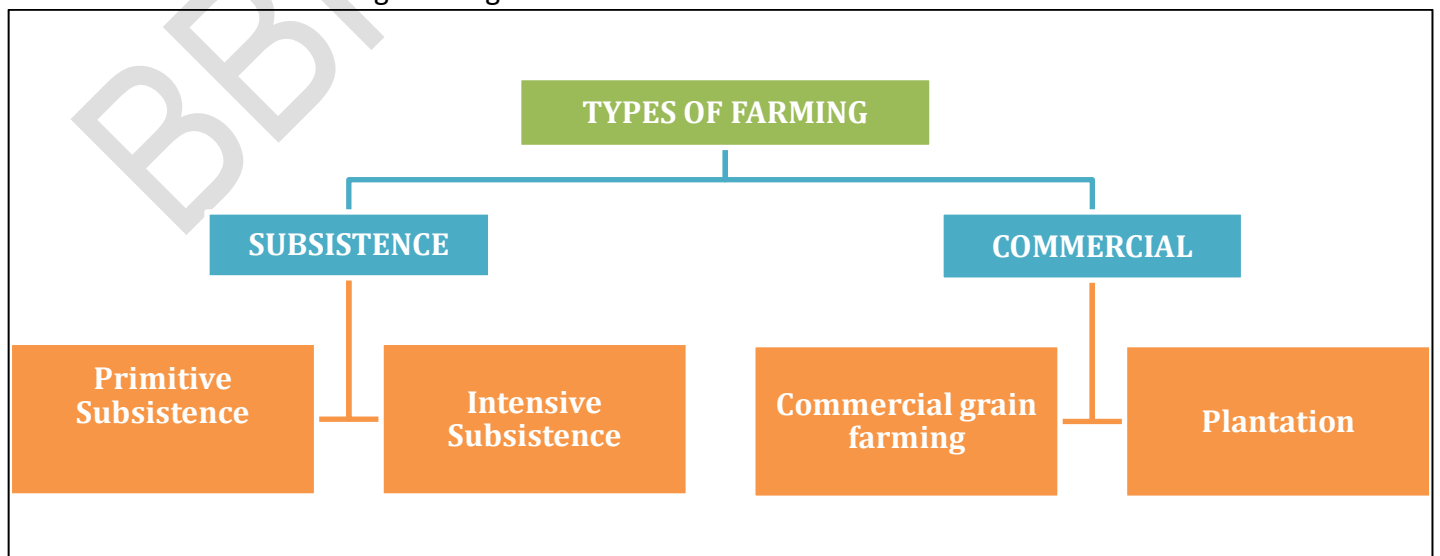 TYPES OF FARMING
SUBSISTENCE
COMMERCIAL
Primitive
Subsistence
Intensive
Subsistence
Commercial grain
farming
Plantation